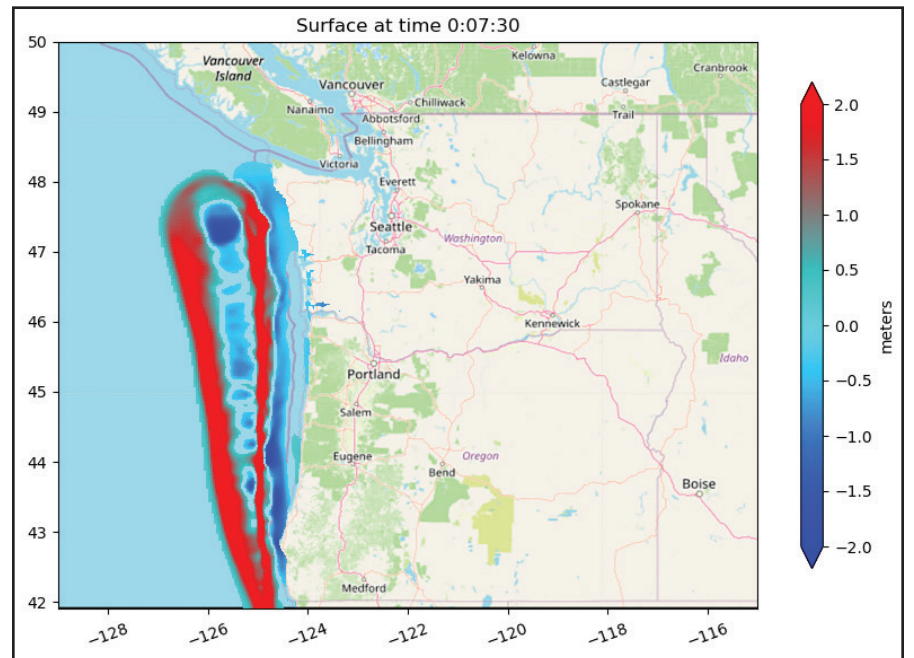 Surface at time 0:07:30
50
49
48
47
46
45
44
43
42
−128
−126
−124
−122
−120
−118
−116
Vancouver
Island
Vancouver
Nanaimo
Chilliwack
Abbotsford
Bellingham
Victoria
Kelowna
Castlegar
Trail
Cranbrook
Everett
Seattle
Tacoma
Washington
Spokane
Yakima
Kennewick
Portland
Salem
Idaho
Eugene
Bend
Oregon
Boise
Medford
2.0
1.5
1.0
0.5
0.0
−0.5
−1.0
−1.5
−2.0
meters